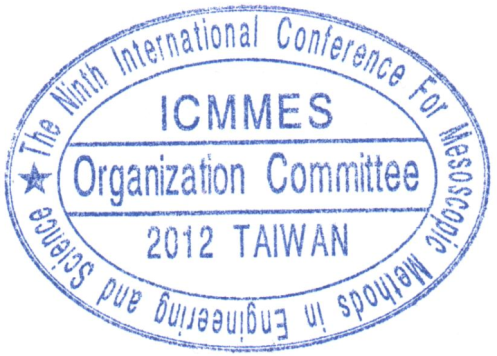 The Ninth International Conference For Mesoscopic Methods in Engineering and Science
ICMMES
Organization Committee
2012 TAIWAN